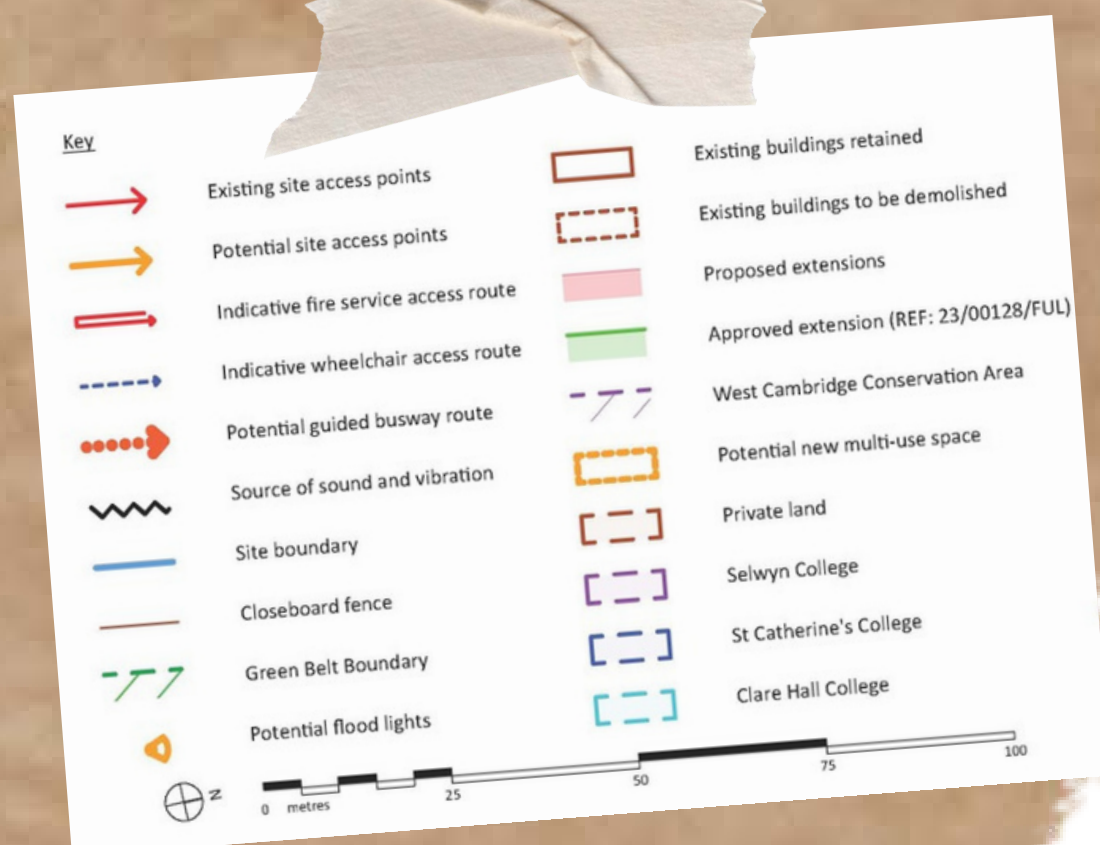 Key
Existing site access points
Potential site access points
Indicative fire service access route
Indicative wheelchair access route
Potential guided busway route
Source of sound and vibration
Site boundary
Closeboard fence
Green Belt Boundary
Potential flood lights
Existing buildings retained
Existing buildings to be demolished
Proposed extensions
Approved extension (REF: 23/00128/FUL)
West Cambridge Conservation Area
Potential new multi-use space
Private land
Selwyn College
St Catherine's College
Clare Hall College
N
0 metres 25 50 75 100